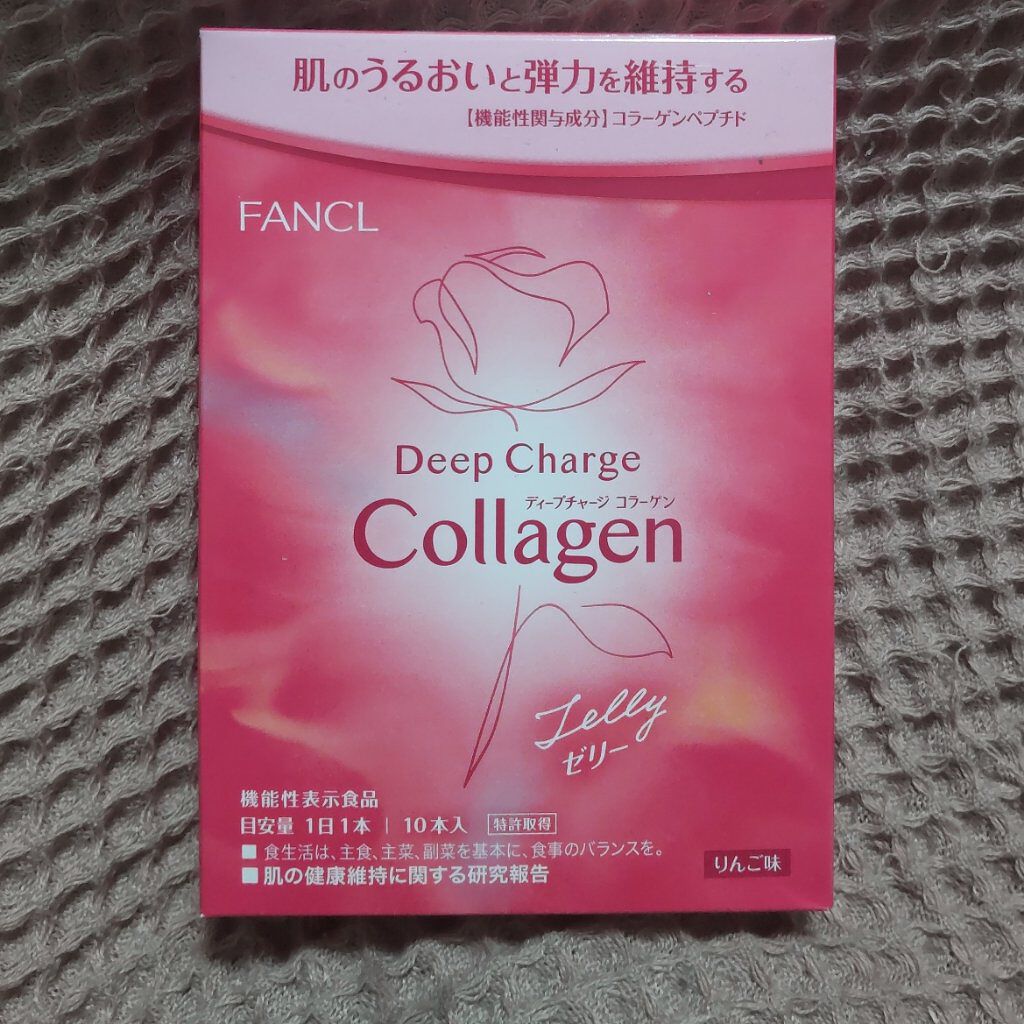 肌のうるおいと弾力を維持する
【機能性関与成分】コラーゲンペプチド
FANCL
Deep Charge
ディープチャージ コラーゲン
Collagen
Jelly
ゼリー
機能性表示食品
目安量 1日1本 | 10本入 特許取得
■ 食生活は、主食、主菜、副菜を基本に、食事のバランスを。
■ 肌の健康維持に関する研究報告
りんご味